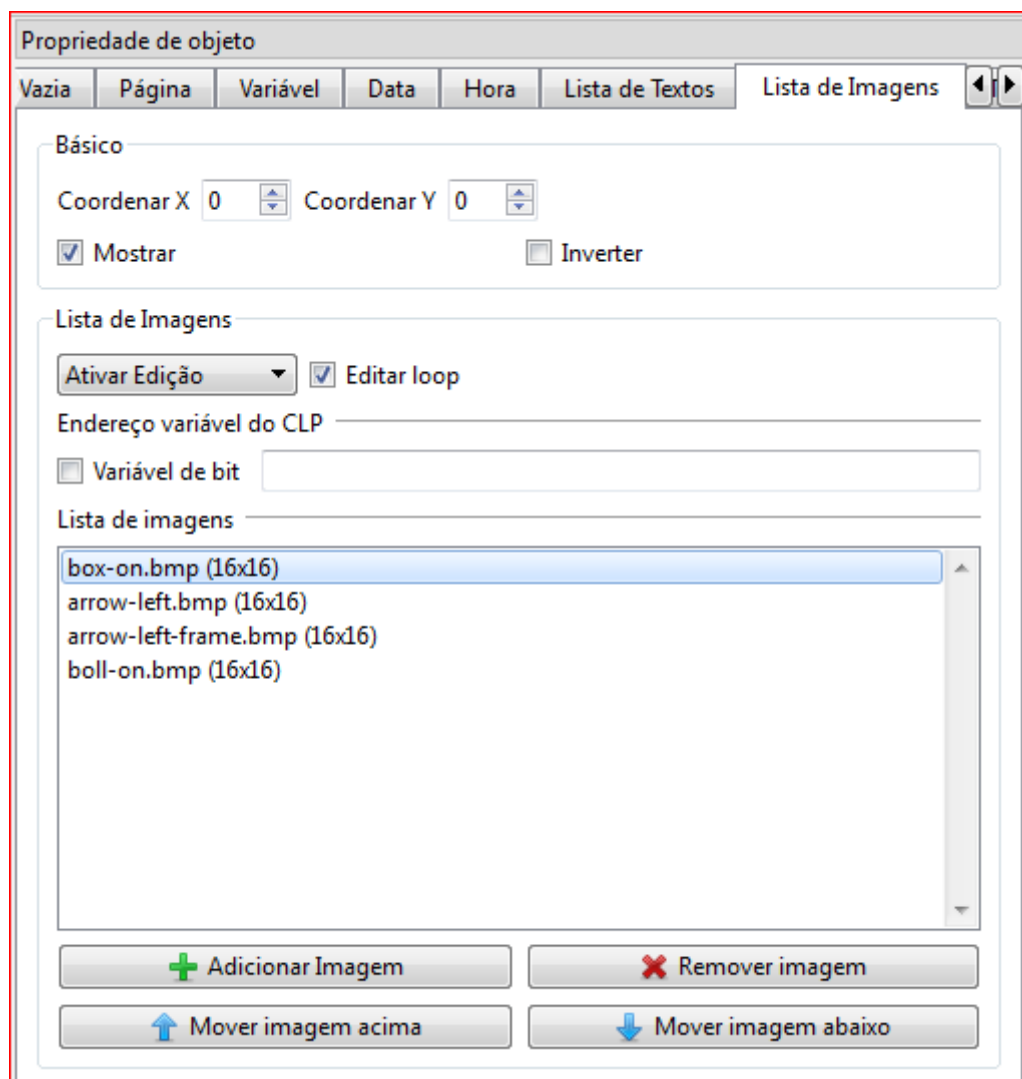 Propriedade de objeto
Vazia Página Variável Data Hora Lista de Textos Lista de Imagens
Básico
Coordenar X 0 Coordenar Y 0
Mostrar Inverter
Lista de Imagens
Ativar Edição Editar loop
Endereço variável do CLP
Variável de bit
Lista de imagens
box-on.bmp (16x16)
arrow-left.bmp (16x16)
arrow-left-frame.bmp (16x16)
boll-on.bmp (16x16)
Adicionar Imagem Remover imagem
Mover imagem acima Mover imagem abaixo